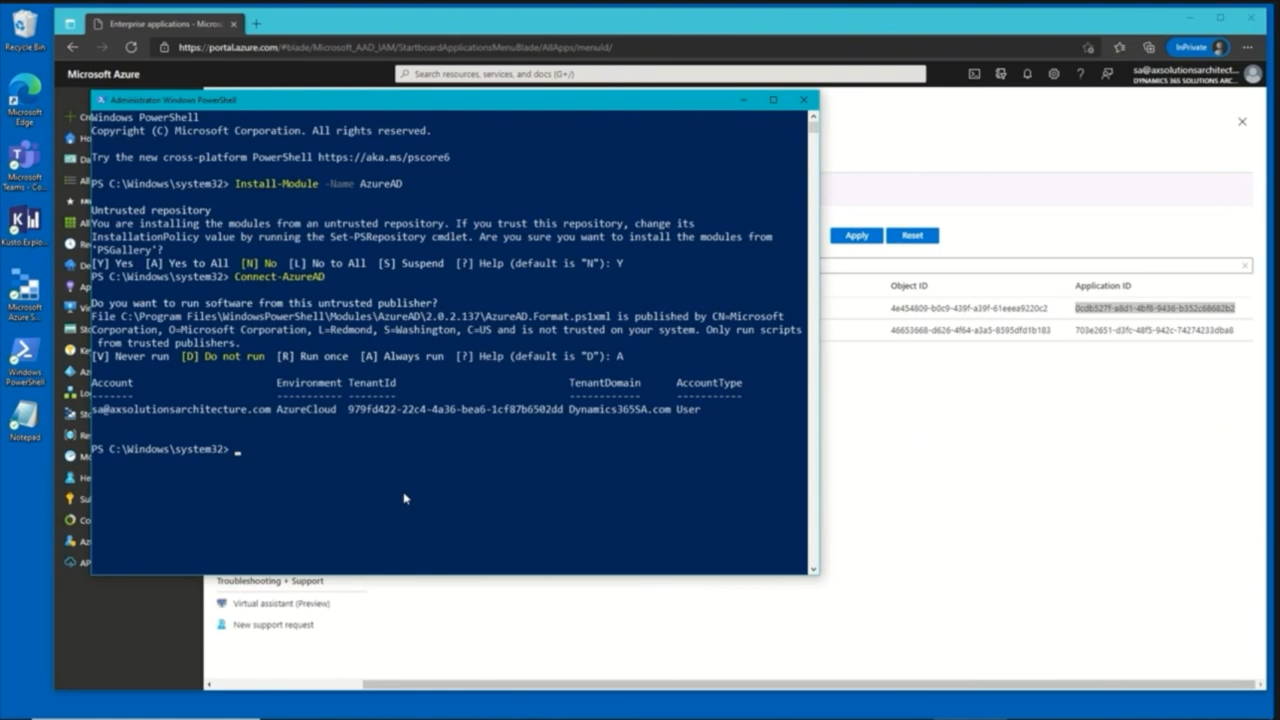 Recycle Bin
Microsoft Edge
Microsoft Teams - Co...
Kusto.Explo...
Microsoft Azure S...
Windows PowerShell
Notepad
Enterprise applications - Micros
https://portal.azure.com/#blade/Microsoft_AAD_IAM/StartboardApplicationsMenuBlade/AllApps/menuId/
InPrivate
Microsoft Azure
Search resources, services, and docs (G+/)
sa@axsolutionsarchitect...
DYNAMICS 365 SOLUTIONS ARC...
Administrator: Windows PowerShell
Windows PowerShell
Copyright (C) Microsoft Corporation. All rights reserved.
Try the new cross-platform PowerShell https://aka.ms/pscore6
PS C:\Windows\system32> Install-Module -Name AzureAD
Untrusted repository
You are installing the modules from an untrusted repository. If you trust this repository, change its
InstallationPolicy value by running the Set-PSRepository cmdlet. Are you sure you want to install the modules from
'PSGallery'?
[Y] Yes [A] Yes to All [N] No [L] No to All [S] Suspend [?] Help (default is "N"): Y
PS C:\Windows\system32> Connect-AzureAD
Do you want to run software from this untrusted publisher?
File C:\Program Files\WindowsPowerShell\Modules\AzureAD\2.0.2.137\AzureAD.Format.ps1xml is published by CN=Microsoft
Corporation, O=Microsoft Corporation, L=Redmond, S=Washington, C=US and is not trusted on your system. Only run scripts
from trusted publishers.
[V] Never run [D] Do not run [R] Run once [A] Always run [?] Help (default is "D"): A
Account Environment TenantId TenantDomain AccountType
------- ----------- -------- ------------ -----------
sa@axsolutionsarchitecture.com AzureCloud 979fd422-22c4-4a36-bea6-1cf87b6502dd Dynamics365SA.com User
PS C:\Windows\system32>
Apply Reset
Object ID Application ID
4e454809-b0c9-439f-a39f-61eeea9220c2 0cdb527f-a8d1-4bf8-9436-b352c68682b2
46653668-d626-4f64-a3a5-8595dfd1b183 703e2651-d3fc-48f5-942c-74274233dba8
Troubleshooting + Support
Virtual assistant (Preview)
New support request